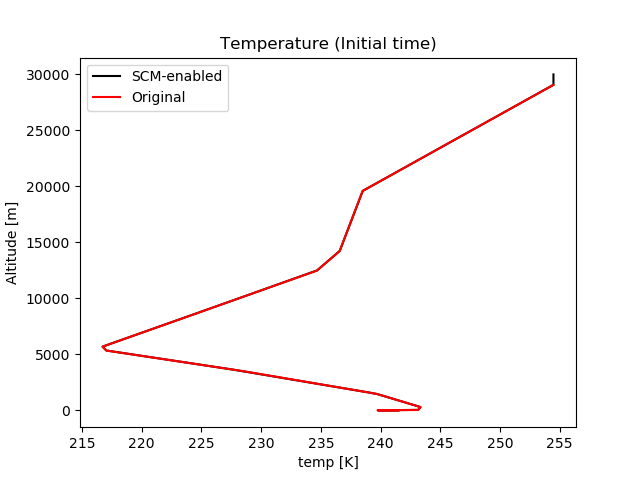 Temperature (Initial time)
SCM-enabled
Original
30000
25000
20000
15000
10000
5000
0
Altitude [m]
215 220 225 230 235 240 245 250 255
temp [K]